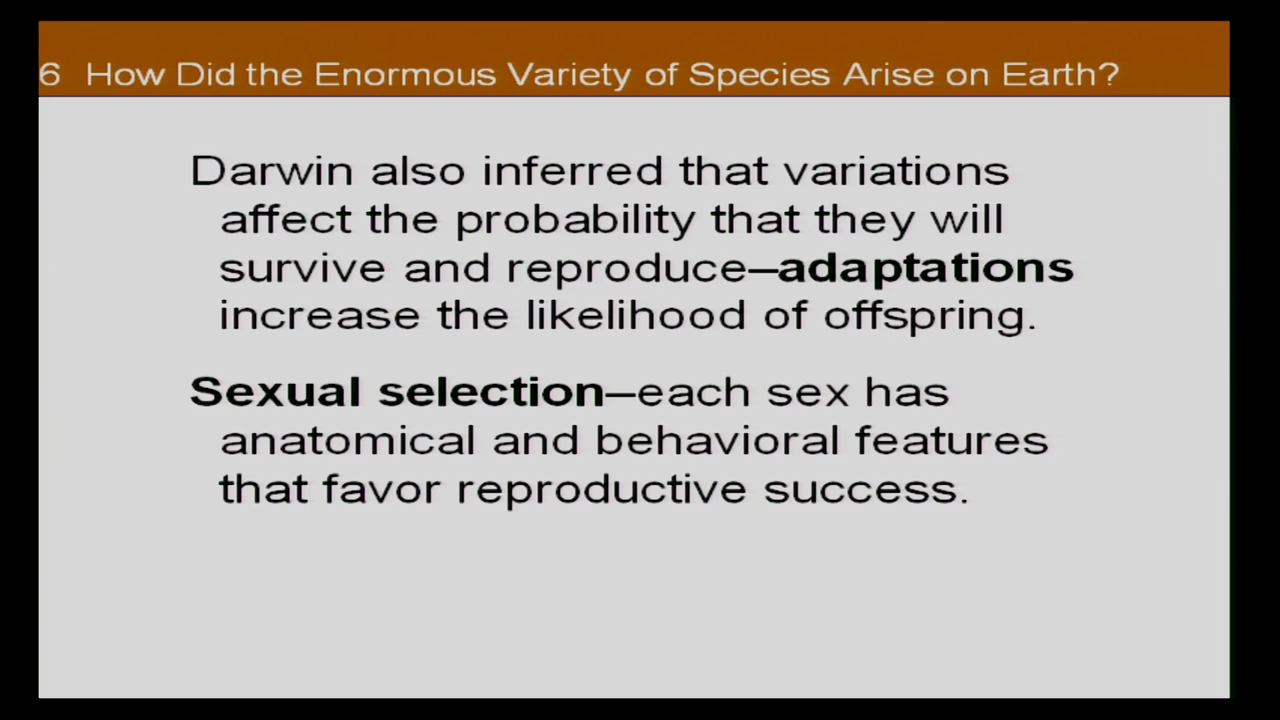 6 How Did the Enormous Variety of Species Arise on Earth?
Darwin also inferred that variations
affect the probability that they will
survive and reproduce–adaptations
increase the likelihood of offspring.
Sexual selection–each sex has
anatomical and behavioral features
that favor reproductive success.